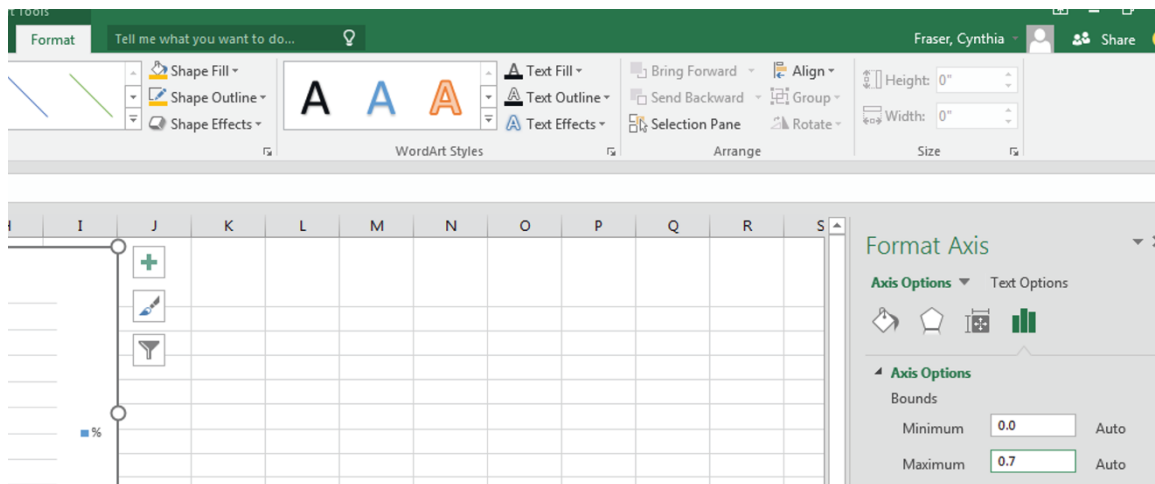 t Tools
Format Tell me what you want to do... Fraser, Cynthia Share
Shape Fill A A A Text Fill Bring Forward Align Height: 0"
Shape Outline Text Outline Send Backward Group Width: 0"
Shape Effects Text Effects Selection Pane Rotate
WordArt Styles Arrange Size
I J K L M N O P Q R S
Format Axis
Axis Options Text Options
Axis Options
Bounds
% Minimum 0.0 Auto
Maximum 0.7 Auto